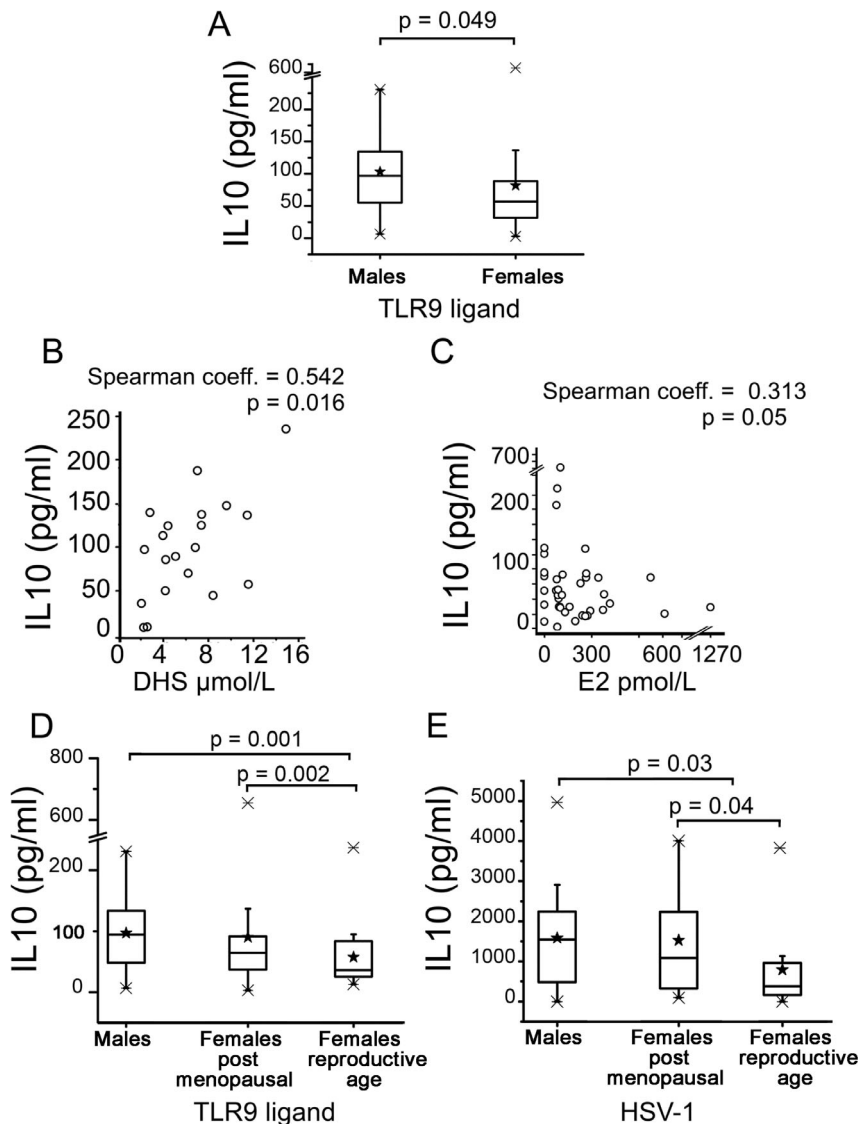 A
p = 0.049
IL10 (pg/ml)
600
200
150
100
50
0
Males Females
TLR9 ligand
B
Spearman coeff. = 0.542
p = 0.016
IL10 (pg/ml)
250
200
150
100
50
0
0 4 8 12 16
DHS µmol/L
C
Spearman coeff. = 0.313
p = 0.05
IL10 (pg/ml)
700
200
100
0
0 300 600 1270
E2 pmol/L
D
p = 0.001
p = 0.002
IL10 (pg/ml)
800
600
200
100
0
Males Females Females
post reproductive
menopausal age
TLR9 ligand
E
p = 0.03
p = 0.04
IL10 (pg/ml)
5000
4000
3000
2000
1000
1000
0
Males Females Females
post reproductive
menopausal age
HSV-1